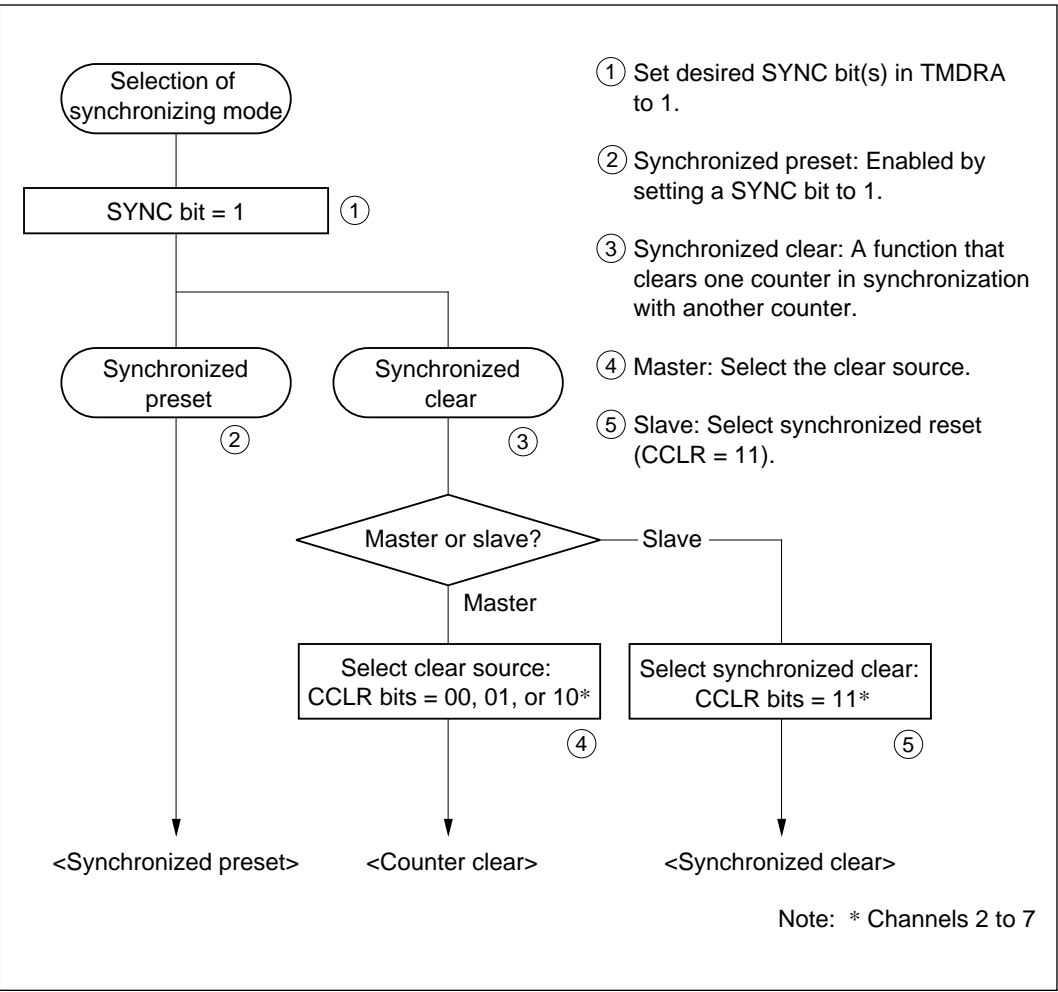 Selection of
synchronizing mode
SYNC bit = 1
①
Synchronized
preset
②
Synchronized
clear
③
Master or slave?
Slave
Master
Select clear source:
CCLR bits = 00, 01, or 10*
④
Select synchronized clear:
CCLR bits = 11*
⑤
<Synchronized preset>
<Counter clear>
<Synchronized clear>
① Set desired SYNC bit(s) in TMDRA
to 1.
② Synchronized preset: Enabled by
setting a SYNC bit to 1.
③ Synchronized clear: A function that
clears one counter in synchronization
with another counter.
④ Master: Select the clear source.
⑤ Slave: Select synchronized reset
(CCLR = 11).
Note: * Channels 2 to 7